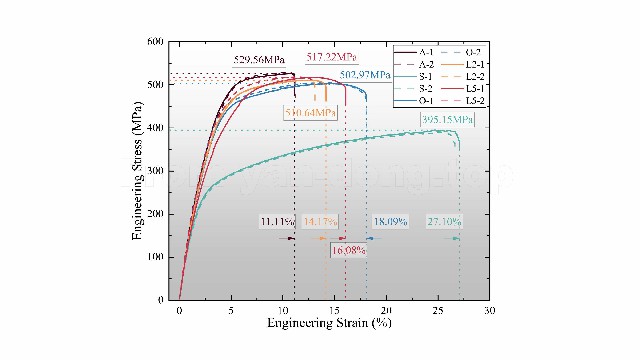 600
500
400
300
200
100
0
Engineering Stress (MPa)
529.56MPa
517.22MPa
502.97MPa
510.64MPa
395.15MPa
A-1
A-2
S-1
S-2
O-1
O-2
L2-1
L2-2
L5-1
L5-2
11.11%
14.17%
16.08%
18.09%
27.10%
0 5 10 15 20 25 30
Engineering Strain (%)